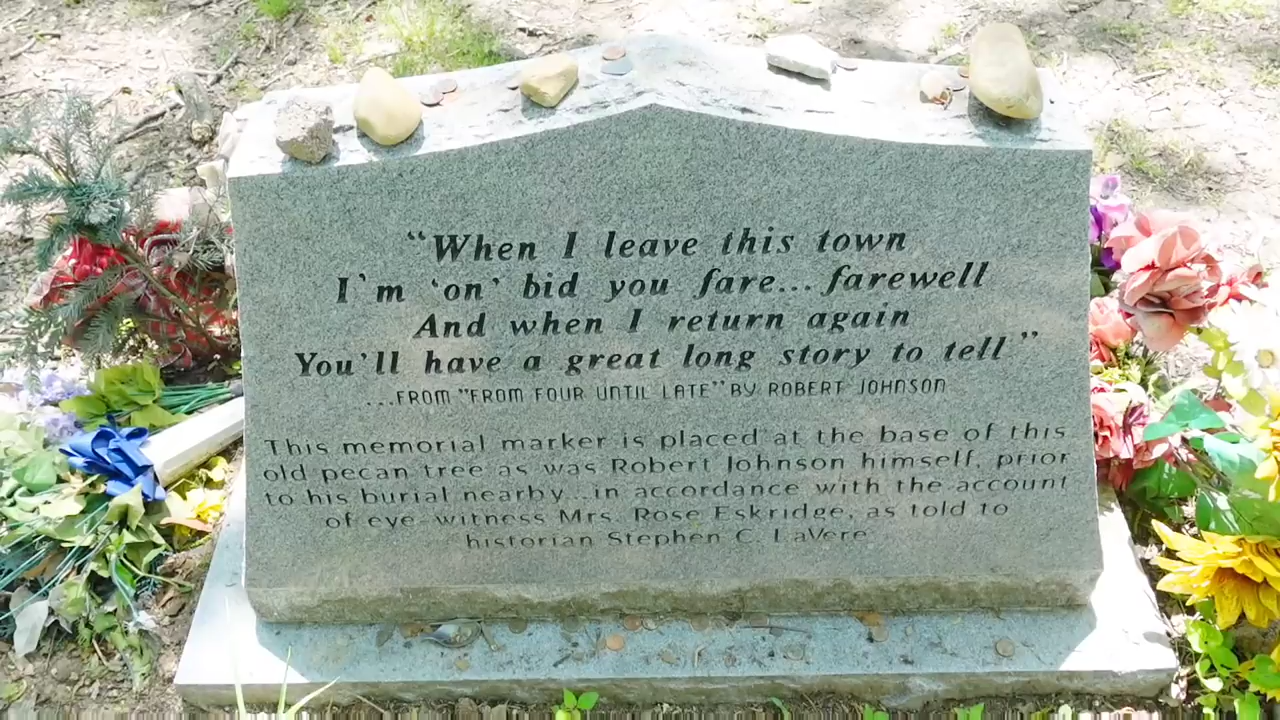 “When I leave this town
I'm 'on' bid you fare... farewell
And when I return again
You'll have a great long story to tell”
...FROM "FROM FOUR UNTIL LATE" BY ROBERT JOHNSON
This memorial marker is placed at the base of this
old pecan tree as was Robert Johnson himself, prior
to his burial nearby...in accordance with the account
of eye-witness Mrs. Rose Eskridge, as told to
historian Stephen C. LaVere